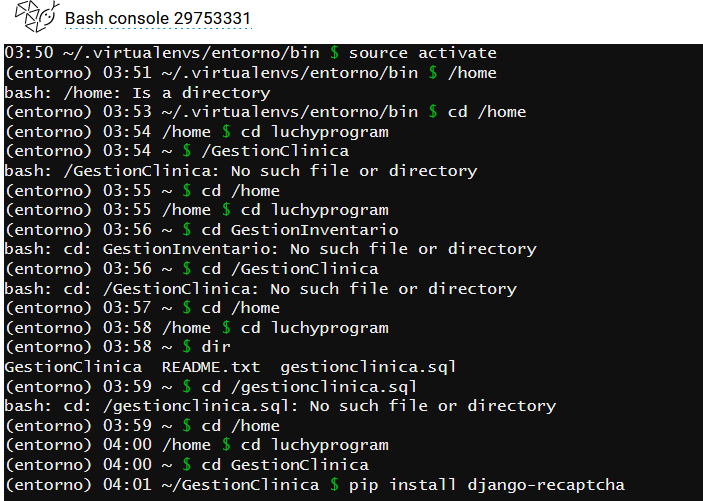 Bash console 29753331
03:50 ~/.virtualenvs/entorno/bin $ source activate
(entorno) 03:51 ~/.virtualenvs/entorno/bin $ /home
bash: /home: Is a directory
(entorno) 03:53 ~/.virtualenvs/entorno/bin $ cd /home
(entorno) 03:54 /home $ cd luchyprogram
(entorno) 03:54 ~ $ /GestionClinica
bash: /GestionClinica: No such file or directory
(entorno) 03:55 ~ $ cd /home
(entorno) 03:55 /home $ cd luchyprogram
(entorno) 03:56 ~ $ cd GestionInventario
bash: cd: GestionInventario: No such file or directory
(entorno) 03:56 ~ $ cd /GestionClinica
bash: cd: /GestionClinica: No such file or directory
(entorno) 03:57 ~ $ cd /home
(entorno) 03:58 /home $ cd luchyprogram
(entorno) 03:58 ~ $ dir
GestionClinica  README.txt  gestionclinica.sql
(entorno) 03:59 ~ $ cd /gestionclinica.sql
bash: cd: /gestionclinica.sql: No such file or directory
(entorno) 03:59 ~ $ cd /home
(entorno) 04:00 /home $ cd luchyprogram
(entorno) 04:00 ~ $ cd GestionClinica
(entorno) 04:01 ~/GestionClinica $ pip install django-recaptcha